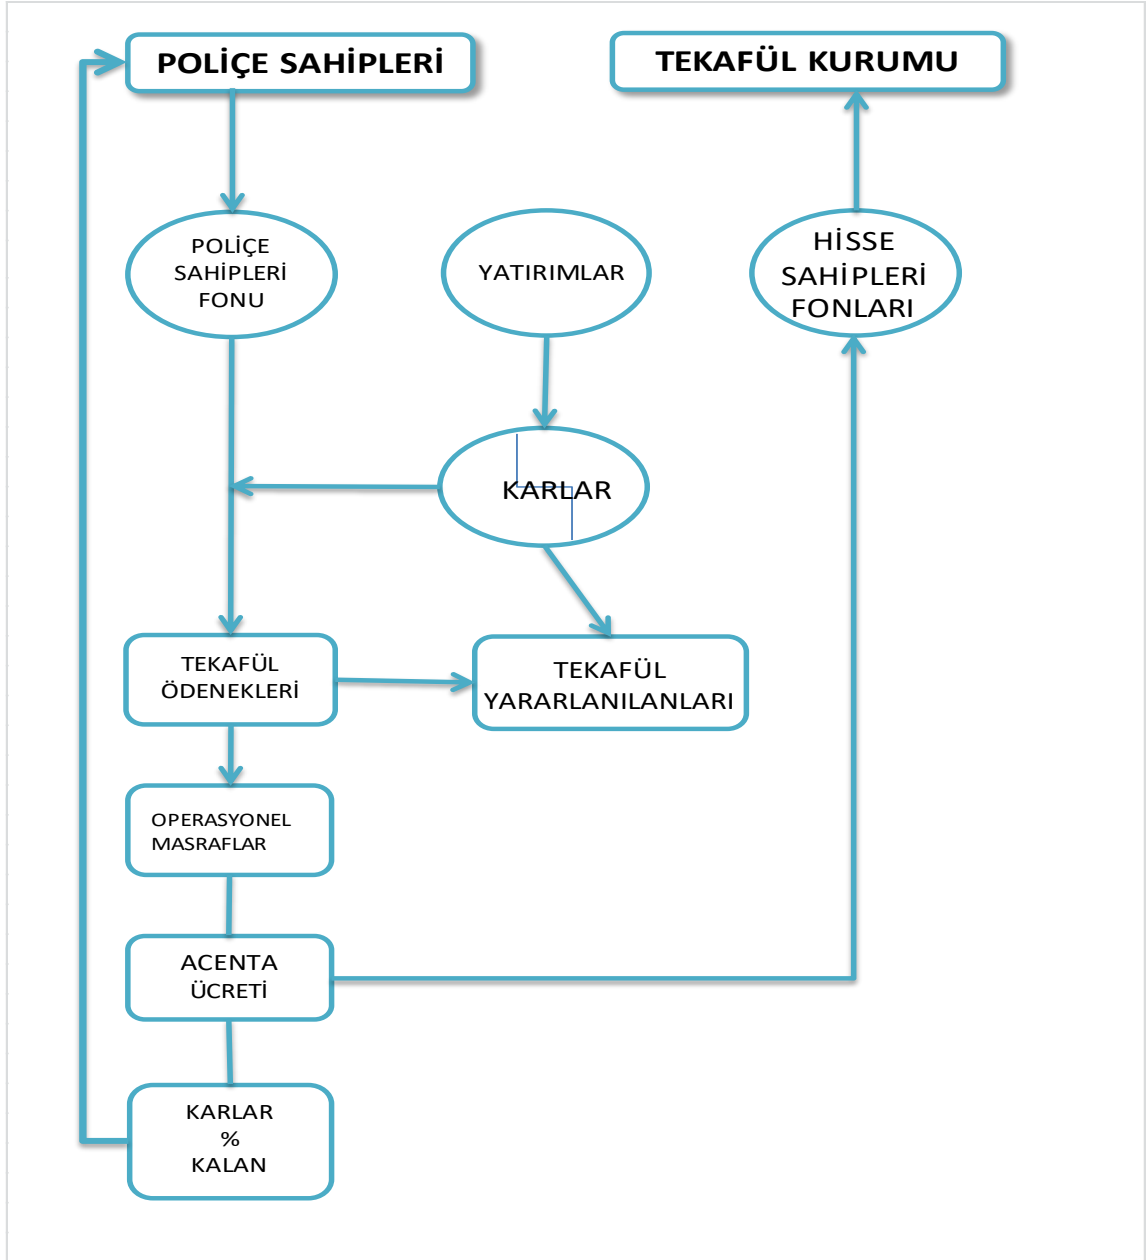 POLİÇE SAHİPLERİ
TEKAFÜL KURUMU
POLİÇE
SAHİPLERİ
FONU
YATIRIMLAR
HİSSE
SAHİPLERİ
FONLARI
KARLAR
TEKAFÜL
ÖDENEKLERİ
TEKAFÜL
YARARLANILANLARI
OPERASYONEL
MASRAFLAR
ACENTA
ÜCRETİ
KARLAR
%
KALAN